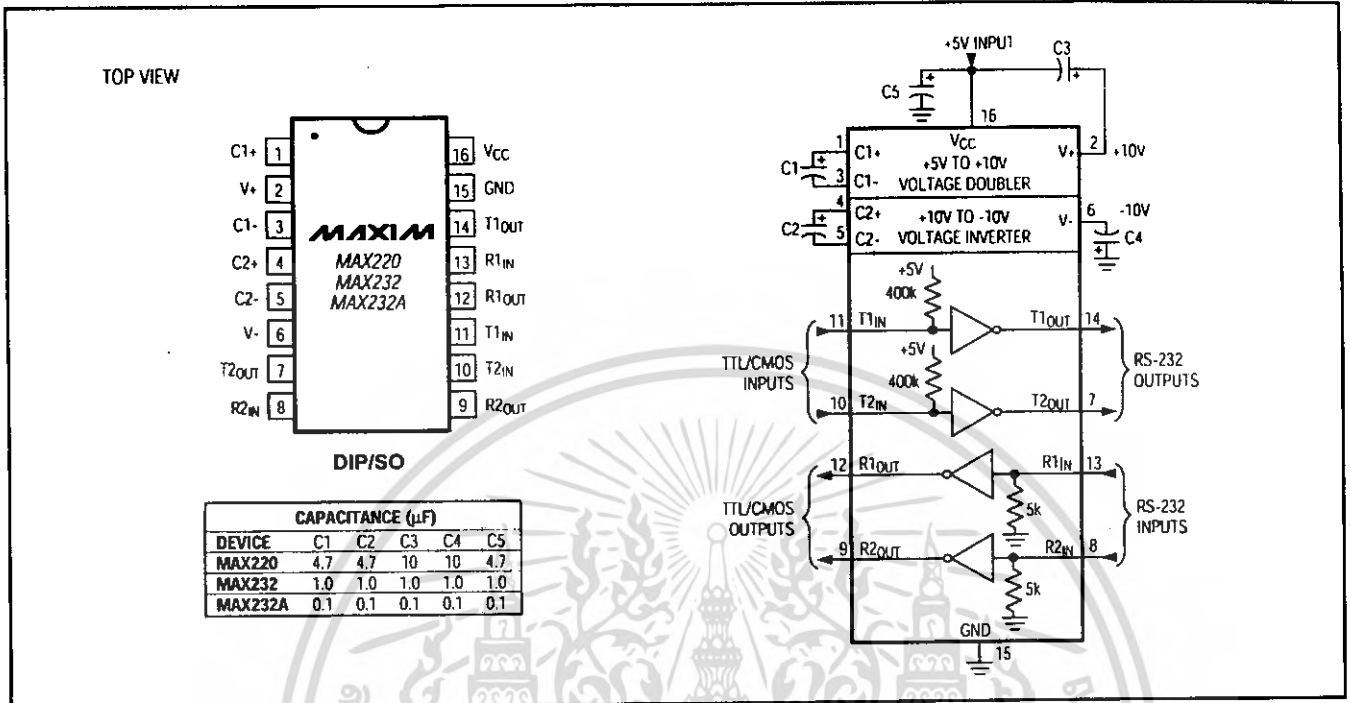 TOP VIEW
C1+ 1
V+ 2
C1- 3
C2+ 4
C2- 5
V- 6
T2OUT 7
R2IN 8
16 VCC
15 GND
14 T1OUT
13 R1IN
12 R1OUT
11 T1IN
10 T2IN
9 R2OUT
MAXIM
MAX220
MAX232
MAX232A
DIP/SO
CAPACITANCE (µF)
DEVICE C1 C2 C3 C4 C5
MAX220 4.7 4.7 10 10 4.7
MAX232 1.0 1.0 1.0 1.0 1.0
MAX232A 0.1 0.1 0.1 0.1 0.1
+5V INPUT
C3
C5
16
1 C1+
C1
3 C1-
VCC
+5V TO +10V
VOLTAGE DOUBLER
V+ 2 +10V
4 C2+
C2
5 C2-
+10V TO -10V
VOLTAGE INVERTER
V- 6 -10V
C4
+5V
400k
11 T1IN
T1OUT 14
+5V
400k
TTL/CMOS
INPUTS
RS-232
OUTPUTS
10 T2IN
T2OUT 7
12 R1OUT
R1IN 13
5k
TTL/CMOS
OUTPUTS
RS-232
INPUTS
9 R2OUT
R2IN 8
5k
GND
15